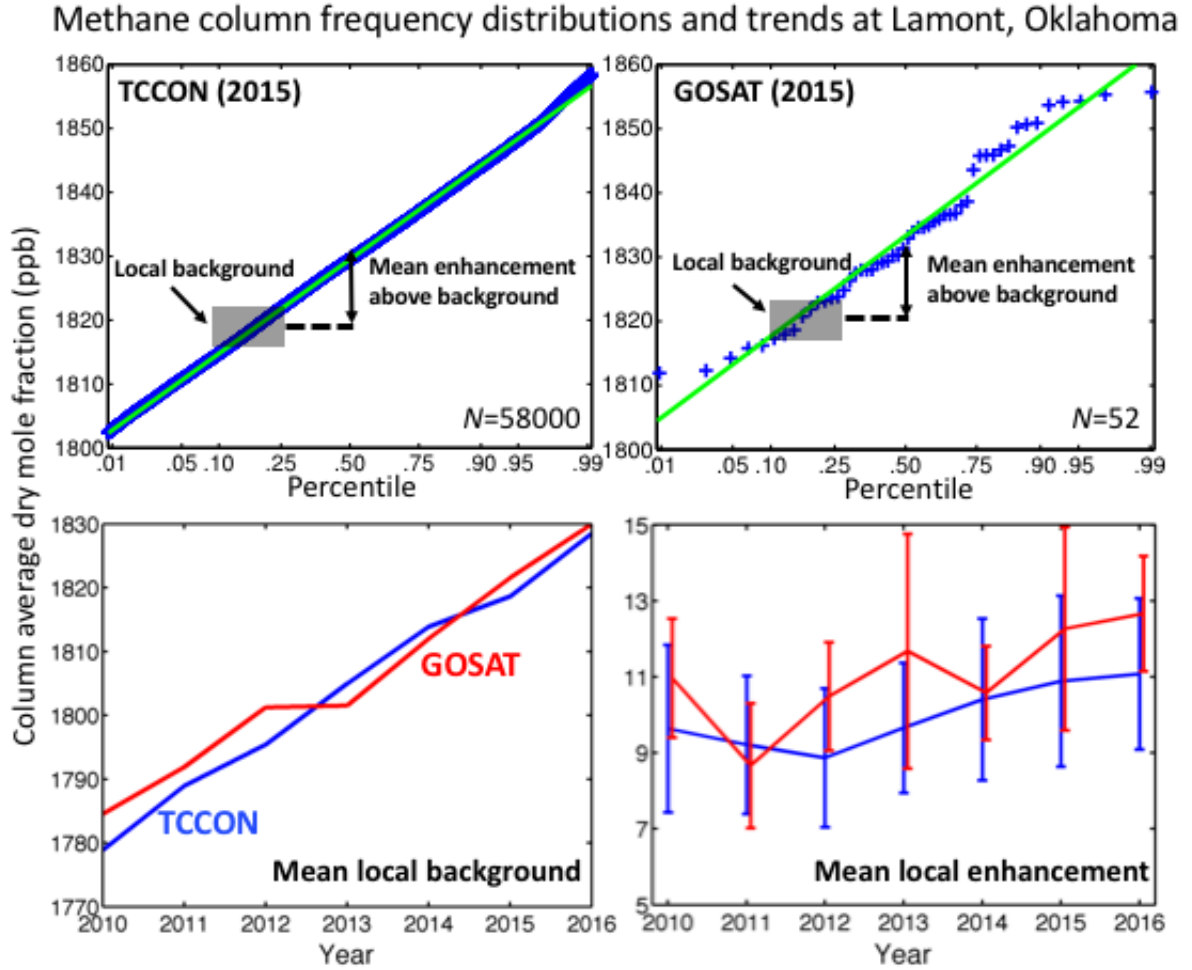 Methane column frequency distributions and trends at Lamont, Oklahoma
Column average dry mole fraction (ppb)
TCCON (2015)
1860
1850
1840
1830
1820
1810
1800
Local background
Mean enhancement
above background
N=58000
.01 .05 .10 .25 .50 .75 .90 .95 .99
Percentile
GOSAT (2015)
1860
1850
1840
1830
1820
1810
1800
Local background
Mean enhancement
above background
N=52
.01 .05 .10 .25 .50 .75 .90 .95 .99
Percentile
1830
1820
1810
1800
1790
1780
1770
GOSAT
TCCON
Mean local background
2010 2011 2012 2013 2014 2015 2016
Year
15
13
11
9
7
5
Mean local enhancement
2010 2011 2012 2013 2014 2015 2016
Year